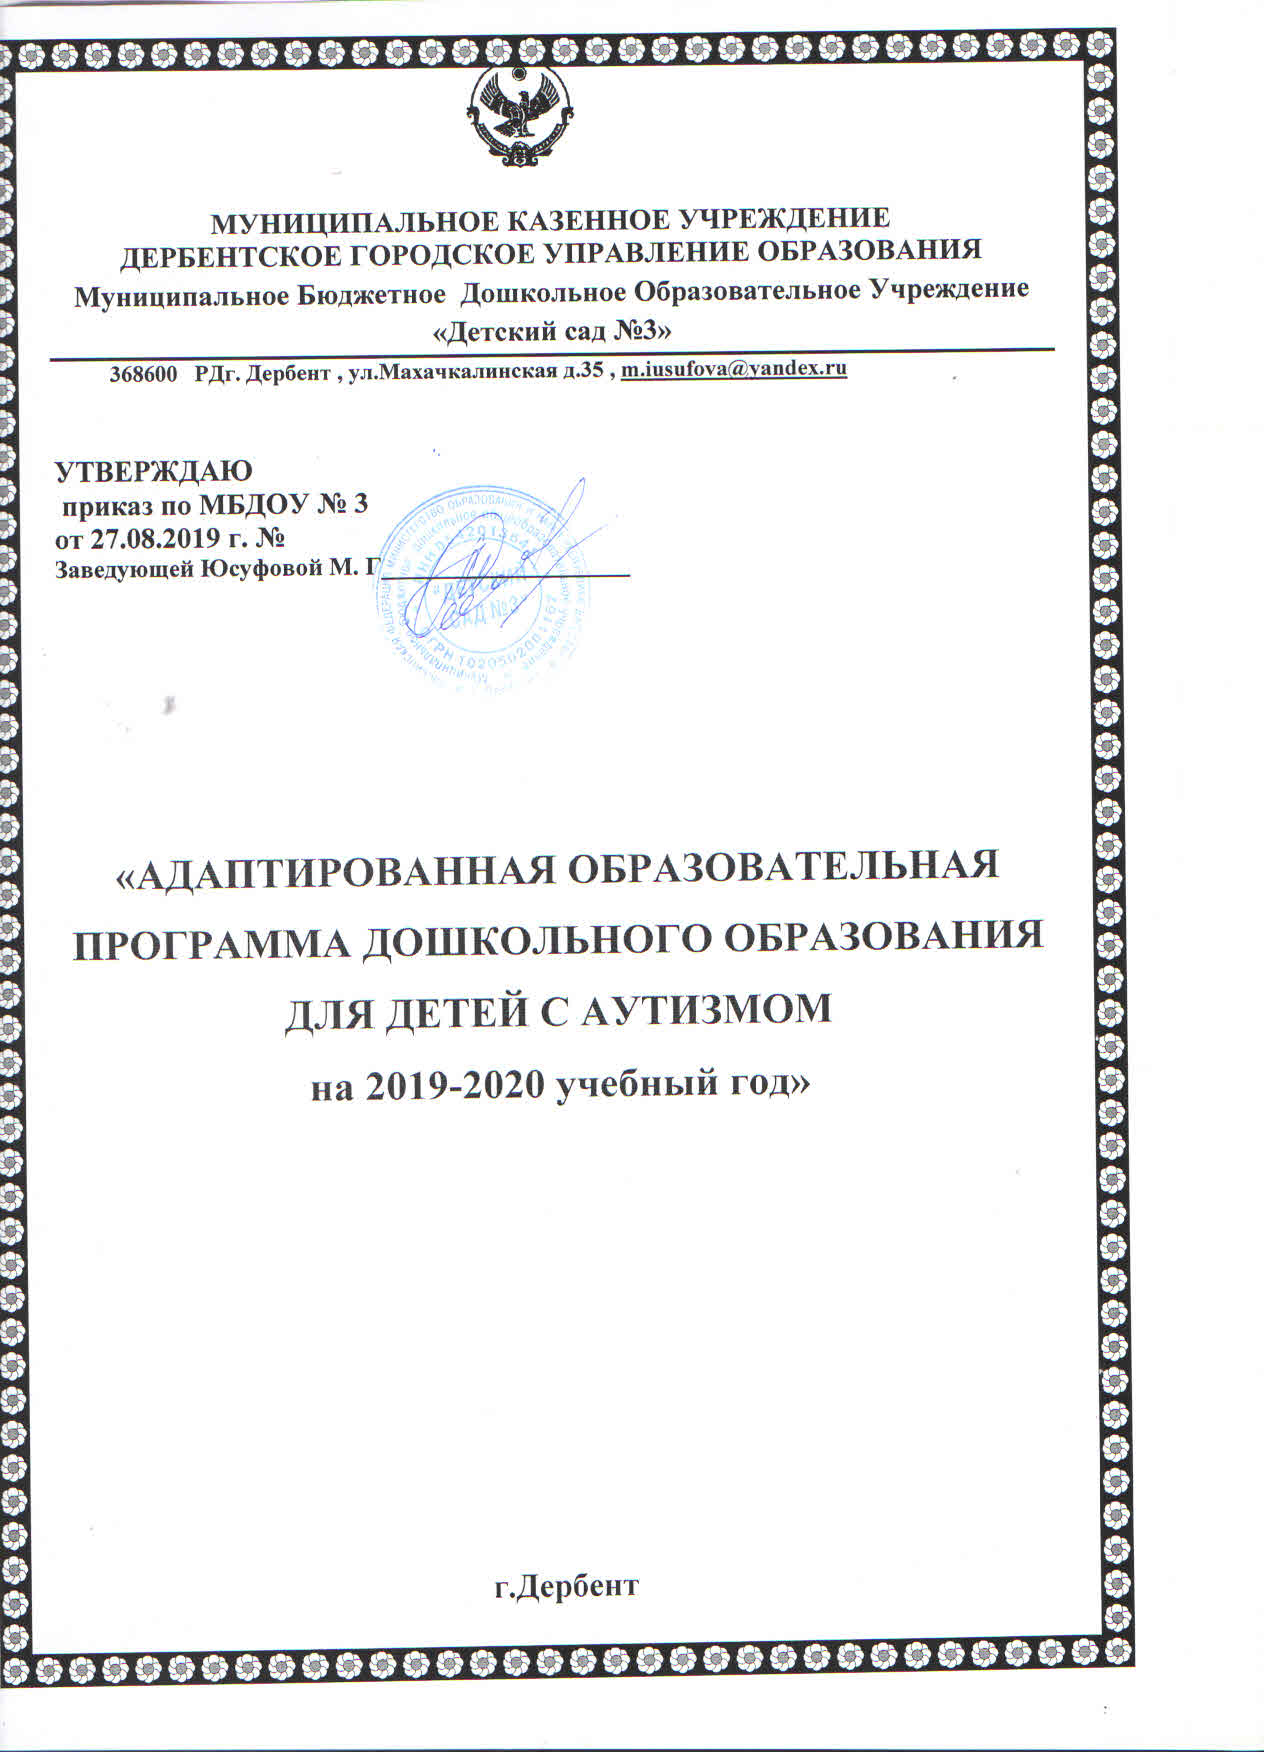 МУНИЦИПАЛЬНОЕ КАЗЕННОЕ УЧРЕЖДЕНИЕ
ДЕРБЕНТСКОЕ ГОРОДСКОЕ УПРАВЛЕНИЕ ОБРАЗОВАНИЯ
Муниципальное Бюджетное Дошкольное Образовательное Учреждение
«Детский сад №3»
368600 РДг. Дербент , ул.Махачкалинская д.35 , m.iusufova@yandex.ru
УТВЕРЖДАЮ
приказ по МБДОУ № 3
от 27.08.2019 г. №
Заведующей Юсуфовой М. Г
«АДАПТИРОВАННАЯ ОБРАЗОВАТЕЛЬНАЯ
ПРОГРАММА ДОШКОЛЬНОГО ОБРАЗОВАНИЯ
ДЛЯ ДЕТЕЙ С АУТИЗМОМ
на 2019-2020 учебный год»
г.Дербент